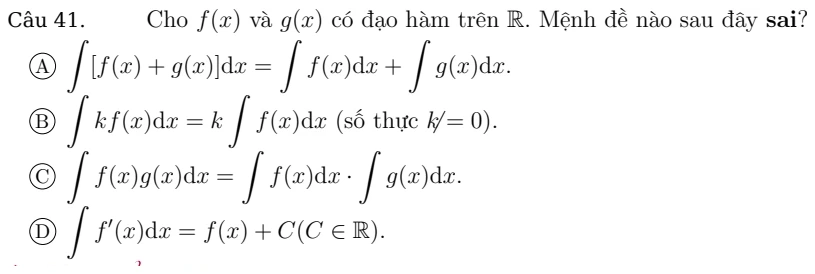 Câu 41. Cho f(x) và g(x) có đạo hàm trên ℝ. Mệnh đề nào sau đây sai?
Ⓐ ∫[f(x) + g(x)]dx = ∫f(x)dx + ∫g(x)dx.
Ⓑ ∫kf(x)dx = k∫f(x)dx (số thực k ≠ 0).
Ⓒ ∫f(x)g(x)dx = ∫f(x)dx · ∫g(x)dx.
Ⓓ ∫f′(x)dx = f(x) + C(C ∈ ℝ).